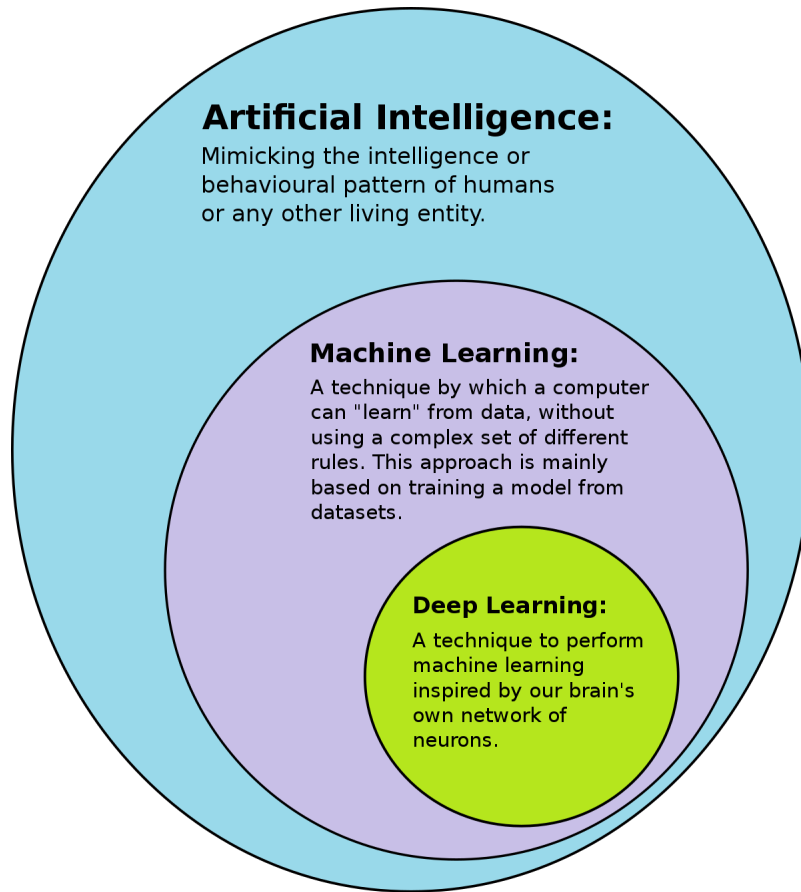 Artificial Intelligence:
Mimicking the intelligence or
behavioural pattern of humans
or any other living entity.
Machine Learning:
A technique by which a computer
can "learn" from data, without
using a complex set of different
rules. This approach is mainly
based on training a model from
datasets.
Deep Learning:
A technique to perform
machine learning
inspired by our brain's
own network of
neurons.